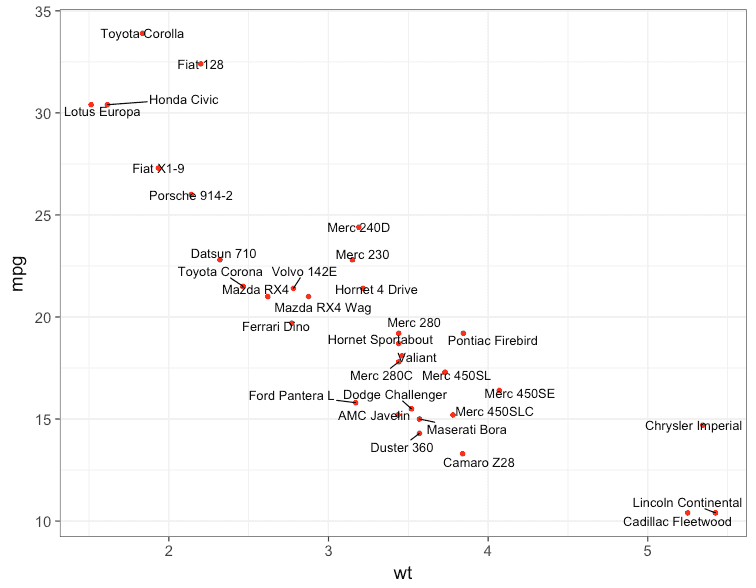 35
Toyota Corolla
Fiat 128
Honda Civic
Lotus Europa
30
Fiat X1-9
Porsche 914-2
25
Merc 240D
Datsun 710
Merc 230
Toyota Corona
Volvo 142E
Mazda RX4
Hornet 4 Drive
Mazda RX4 Wag
mpg
20
Ferrari Dino
Merc 280
Hornet Sportabout
Pontiac Firebird
Valiant
Merc 280C
Merc 450SL
Ford Pantera L
Dodge Challenger
Merc 450SE
15
AMC Javelin
Merc 450SLC
Maserati Bora
Chrysler Imperial
Duster 360
Camaro Z28
Lincoln Continental
10
Cadillac Fleetwood
2
3
4
5
wt